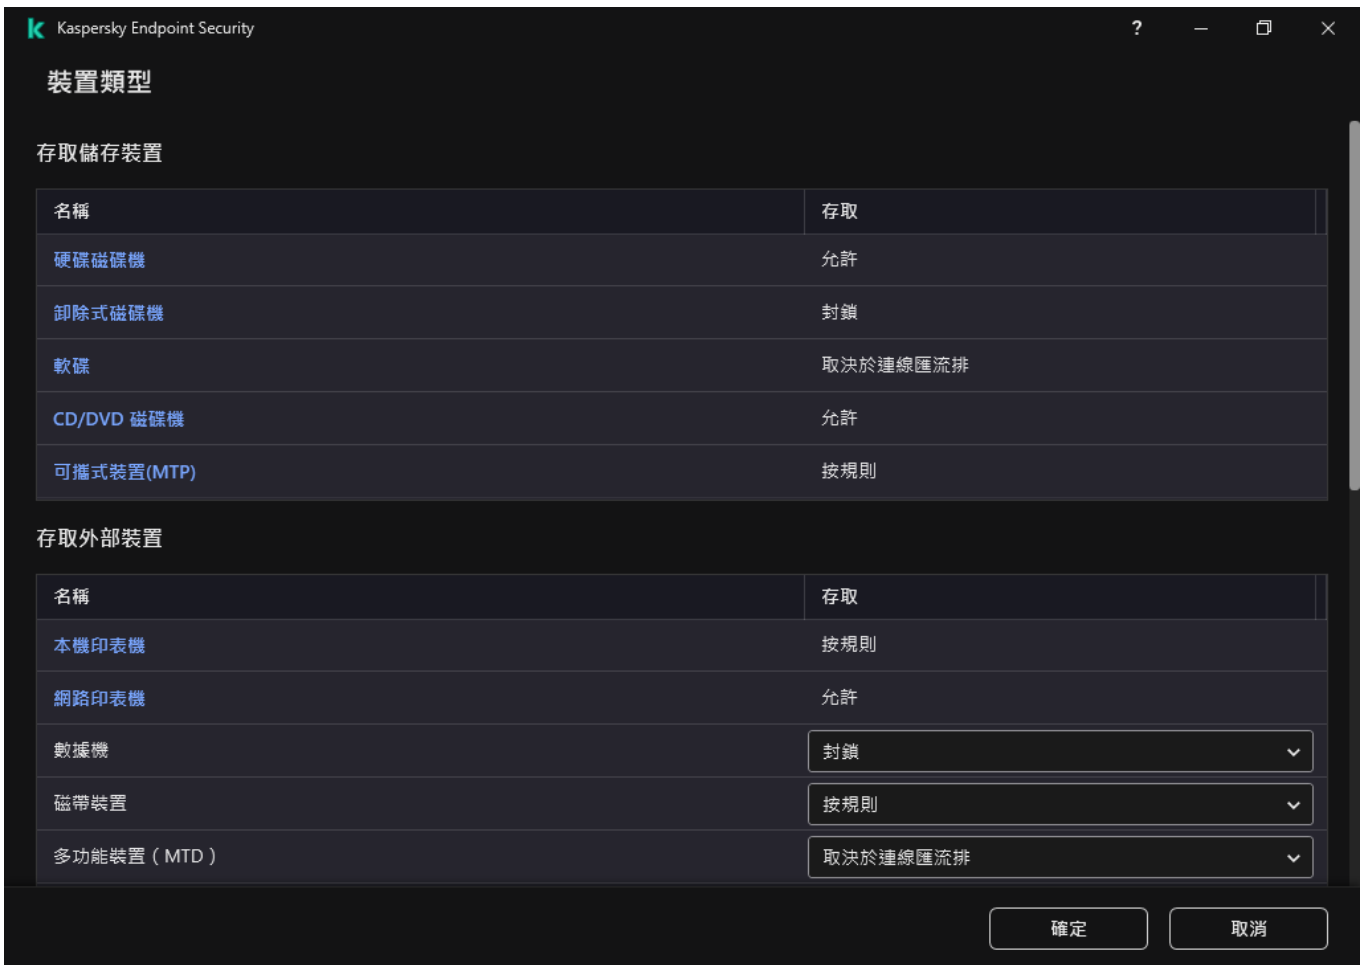 Kaspersky Endpoint Security
裝置類型
存取儲存裝置
名稱 存取
硬碟磁碟機 允許
卸除式磁碟機 封鎖
軟碟 取決於連線匯流排
CD/DVD 磁碟機 允許
可攜式裝置(MTP) 按規則
存取外部裝置
名稱 存取
本機印表機 按規則
網路印表機 允許
數據機 封鎖
磁帶裝置 按規則
多功能裝置（MTD） 取決於連線匯流排
確定 取消